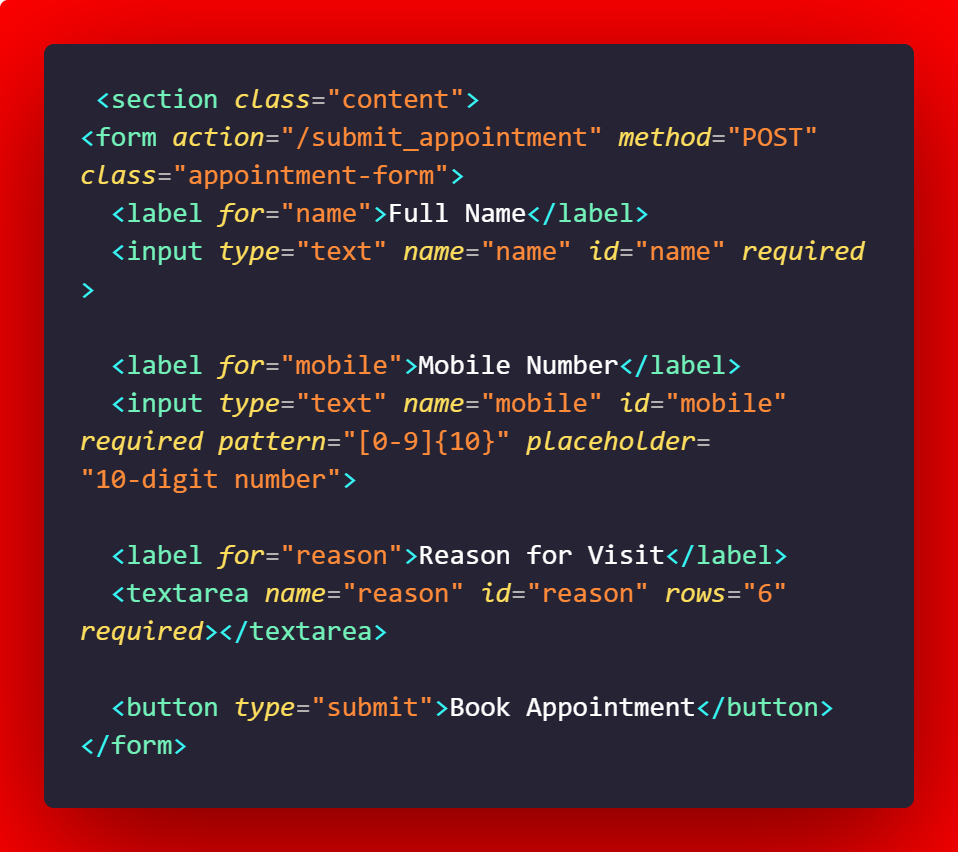 <section class="content">
<form action="/submit_appointment" method="POST"
class="appointment-form">
<label for="name">Full Name</label>
<input type="text" name="name" id="name" required
>
<label for="mobile">Mobile Number</label>
<input type="text" name="mobile" id="mobile"
required pattern="[0-9]{10}" placeholder=
"10-digit number">
<label for="reason">Reason for Visit</label>
<textarea name="reason" id="reason" rows="6"
required></textarea>
<button type="submit">Book Appointment</button>
</form>